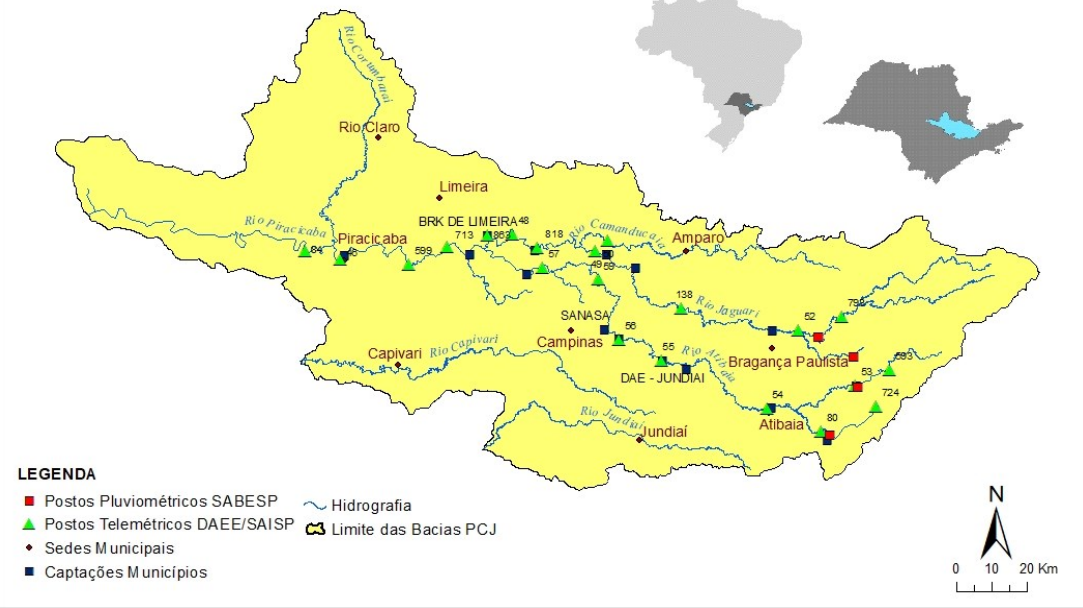 Rio Corumbataí
Rio Claro
Limeira
BRK DE LIMEIRA
48
Rio Piracicaba
Piracicaba
84
599
713
818
Rio Camanducaia
Amparo
57
49
59
138
Rio Jaguari
52
SANASA
56
Campinas
Capivari
Rio Capivari
55
Rio Atibaia
Bragança Paulista
DAE - JUNDIAI
53
593
54
724
Atibaia
80
Rio Jundiaí
Jundiaí
LEGENDA
Postos Pluviométricos SABESP
Postos Telemétricos DAEE/SAISP
Sedes Municipais
Captações Municípios
Hidrografia
Limite das Bacias PCJ
N
0 10 20 Km